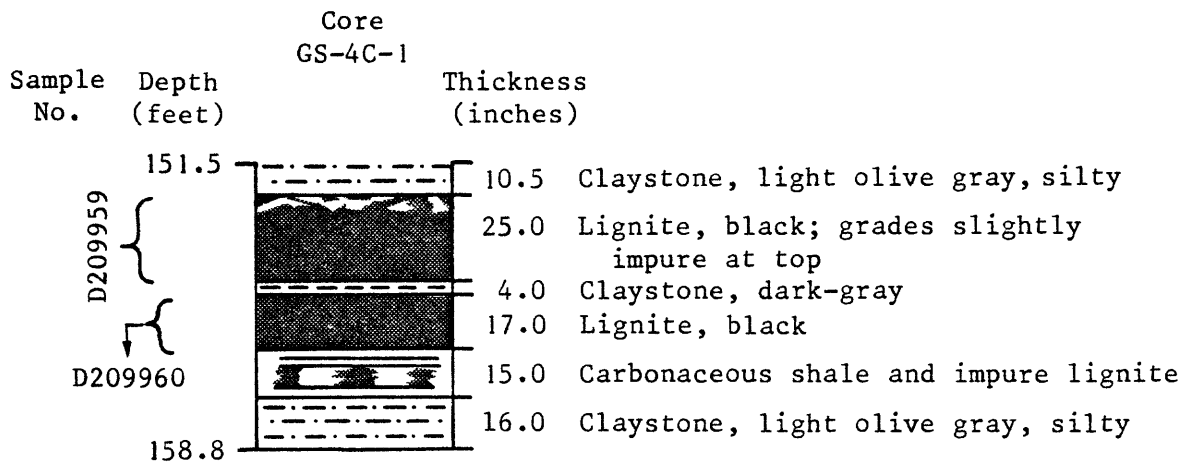 Core
GS-4C-1
Sample Depth Thickness
No. (feet) (inches)
151.5
10.5 Claystone, light olive gray, silty
D209959
25.0 Lignite, black; grades slightly
impure at top
4.0 Claystone, dark-gray
17.0 Lignite, black
D209960
15.0 Carbonaceous shale and impure lignite
16.0 Claystone, light olive gray, silty
158.8